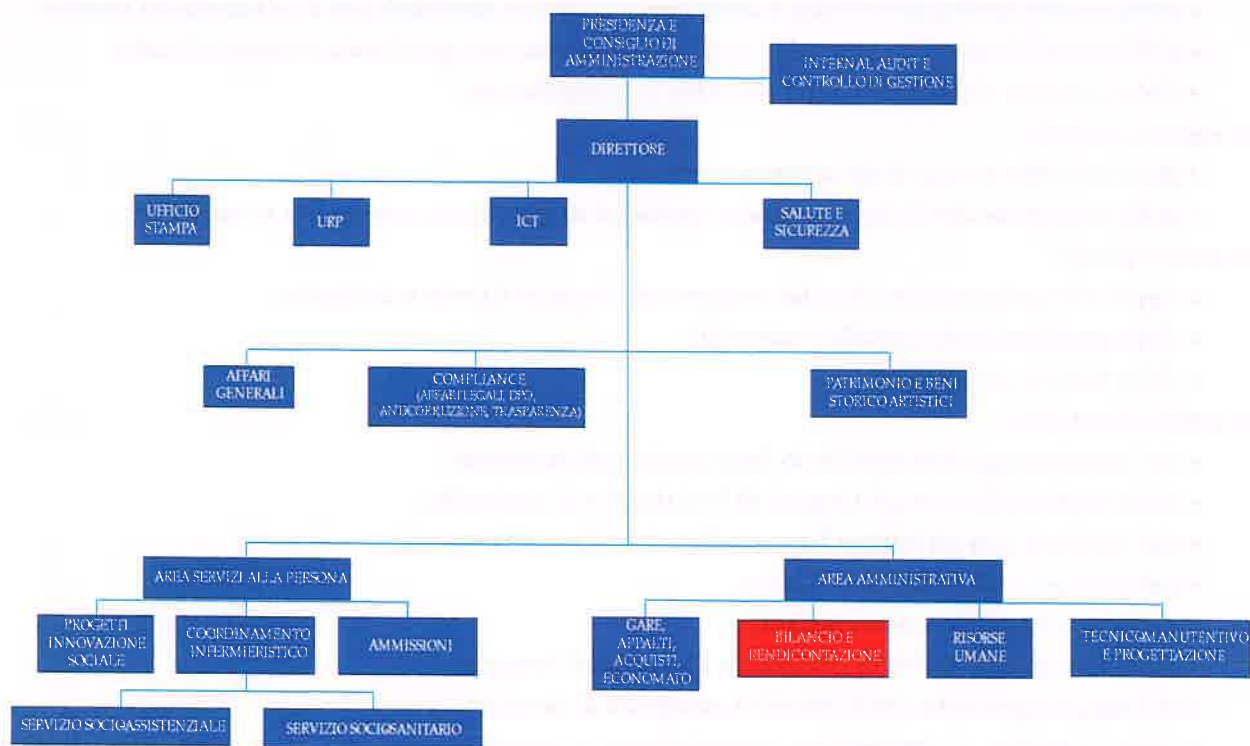 PRESIDENZA E
CONSIGLIO DI
AMMINISTRAZIONE
INTERNAL AUDIT E
CONTROLLO DI GESTIONE
DIRETTORE
UFFICIO
STAMPA
URP
ICT
SALUTE E
SICUREZZA
AFFARI
GENERALI
COMPLIANCE
(AFFARI LEGALI, DPO,
ANTICORRUZIONE, TRASPARENZA)
PATRIMONIO E BENI
STORICO ARTISTICI
AREA SERVIZI ALLA PERSONA
AREA AMMINISTRATIVA
PROGETTI
INNOVAZIONE
SOCIALE
COORDINAMENTO
INFERMIERISTICO
AMMISSIONI
GARE,
APPALTI,
ACQUISTI,
ECONOMATO
BILANCIO E
RENDICONTAZIONE
RISORSE
UMANE
TECNICOMANUTENTIVO
E PROGETTAZIONE
SERVIZIO SOCIOASSISTENZIALE
SERVIZIO SOCIOSANITARIO